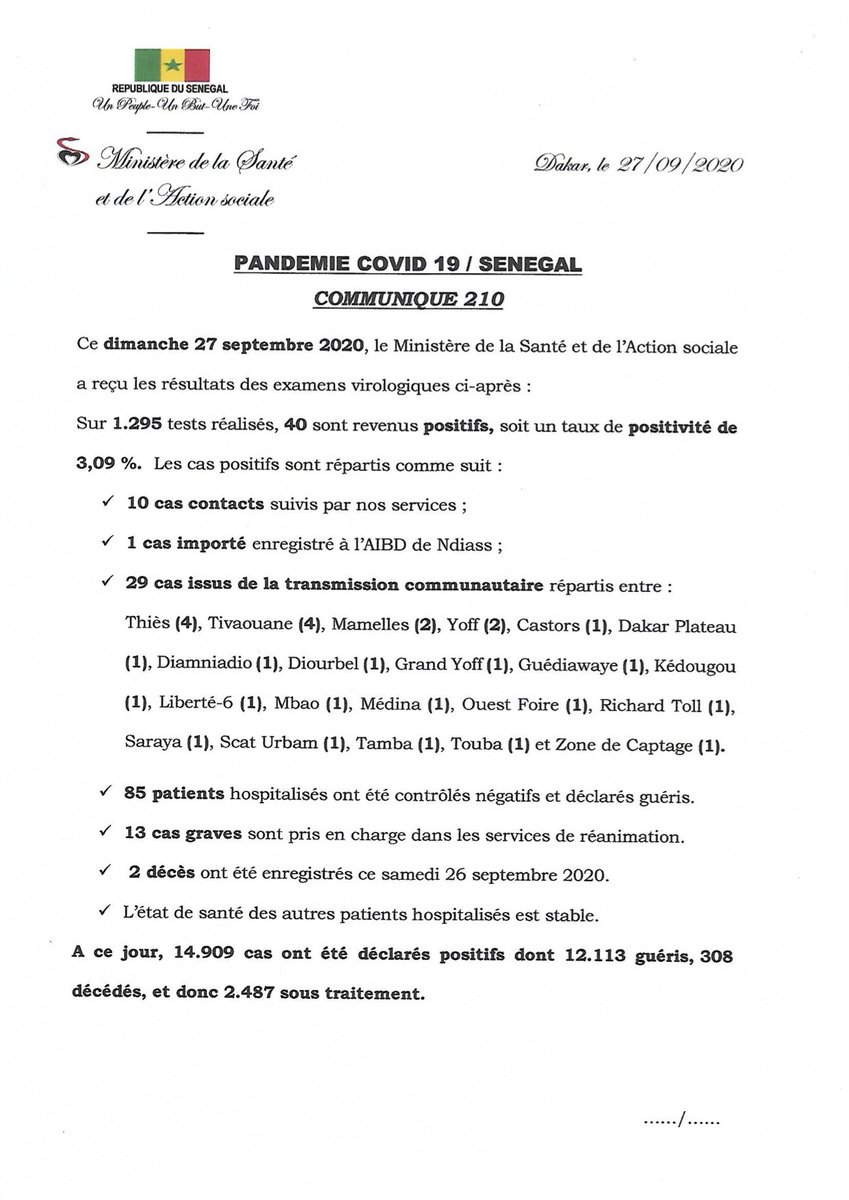 REPUBLIQUE DU SENEGAL
Un Peuple-Un But-Une Foi
Ministère de la Santé
et de l'Action sociale
Dakar, le 27/09/2020
PANDEMIE COVID 19 / SENEGAL
COMMUNIQUE 210
Ce dimanche 27 septembre 2020, le Ministère de la Santé et de l'Action sociale
a reçu les résultats des examens virologiques ci-après :
Sur 1.295 tests réalisés, 40 sont revenus positifs, soit un taux de positivité de
3,09 %. Les cas positifs sont répartis comme suit :
✓ 10 cas contacts suivis par nos services ;
✓ 1 cas importé enregistré à l'AIBD de Ndiass ;
✓ 29 cas issus de la transmission communautaire répartis entre :
Thiès (4), Tivaouane (4), Mamelles (2), Yoff (2), Castors (1), Dakar Plateau
(1), Diamniadio (1), Diourbel (1), Grand Yoff (1), Guédiawaye (1), Kédougou
(1), Liberté-6 (1), Mbao (1), Médina (1), Ouest Foire (1), Richard Toll (1),
Saraya (1), Scat Urbam (1), Tamba (1), Touba (1) et Zone de Captage (1).
✓ 85 patients hospitalisés ont été contrôlés négatifs et déclarés guéris.
✓ 13 cas graves sont pris en charge dans les services de réanimation.
✓ 2 décès ont été enregistrés ce samedi 26 septembre 2020.
✓ L'état de santé des autres patients hospitalisés est stable.
A ce jour, 14.909 cas ont été déclarés positifs dont 12.113 guéris, 308
décédés, et donc 2.487 sous traitement.
....../......